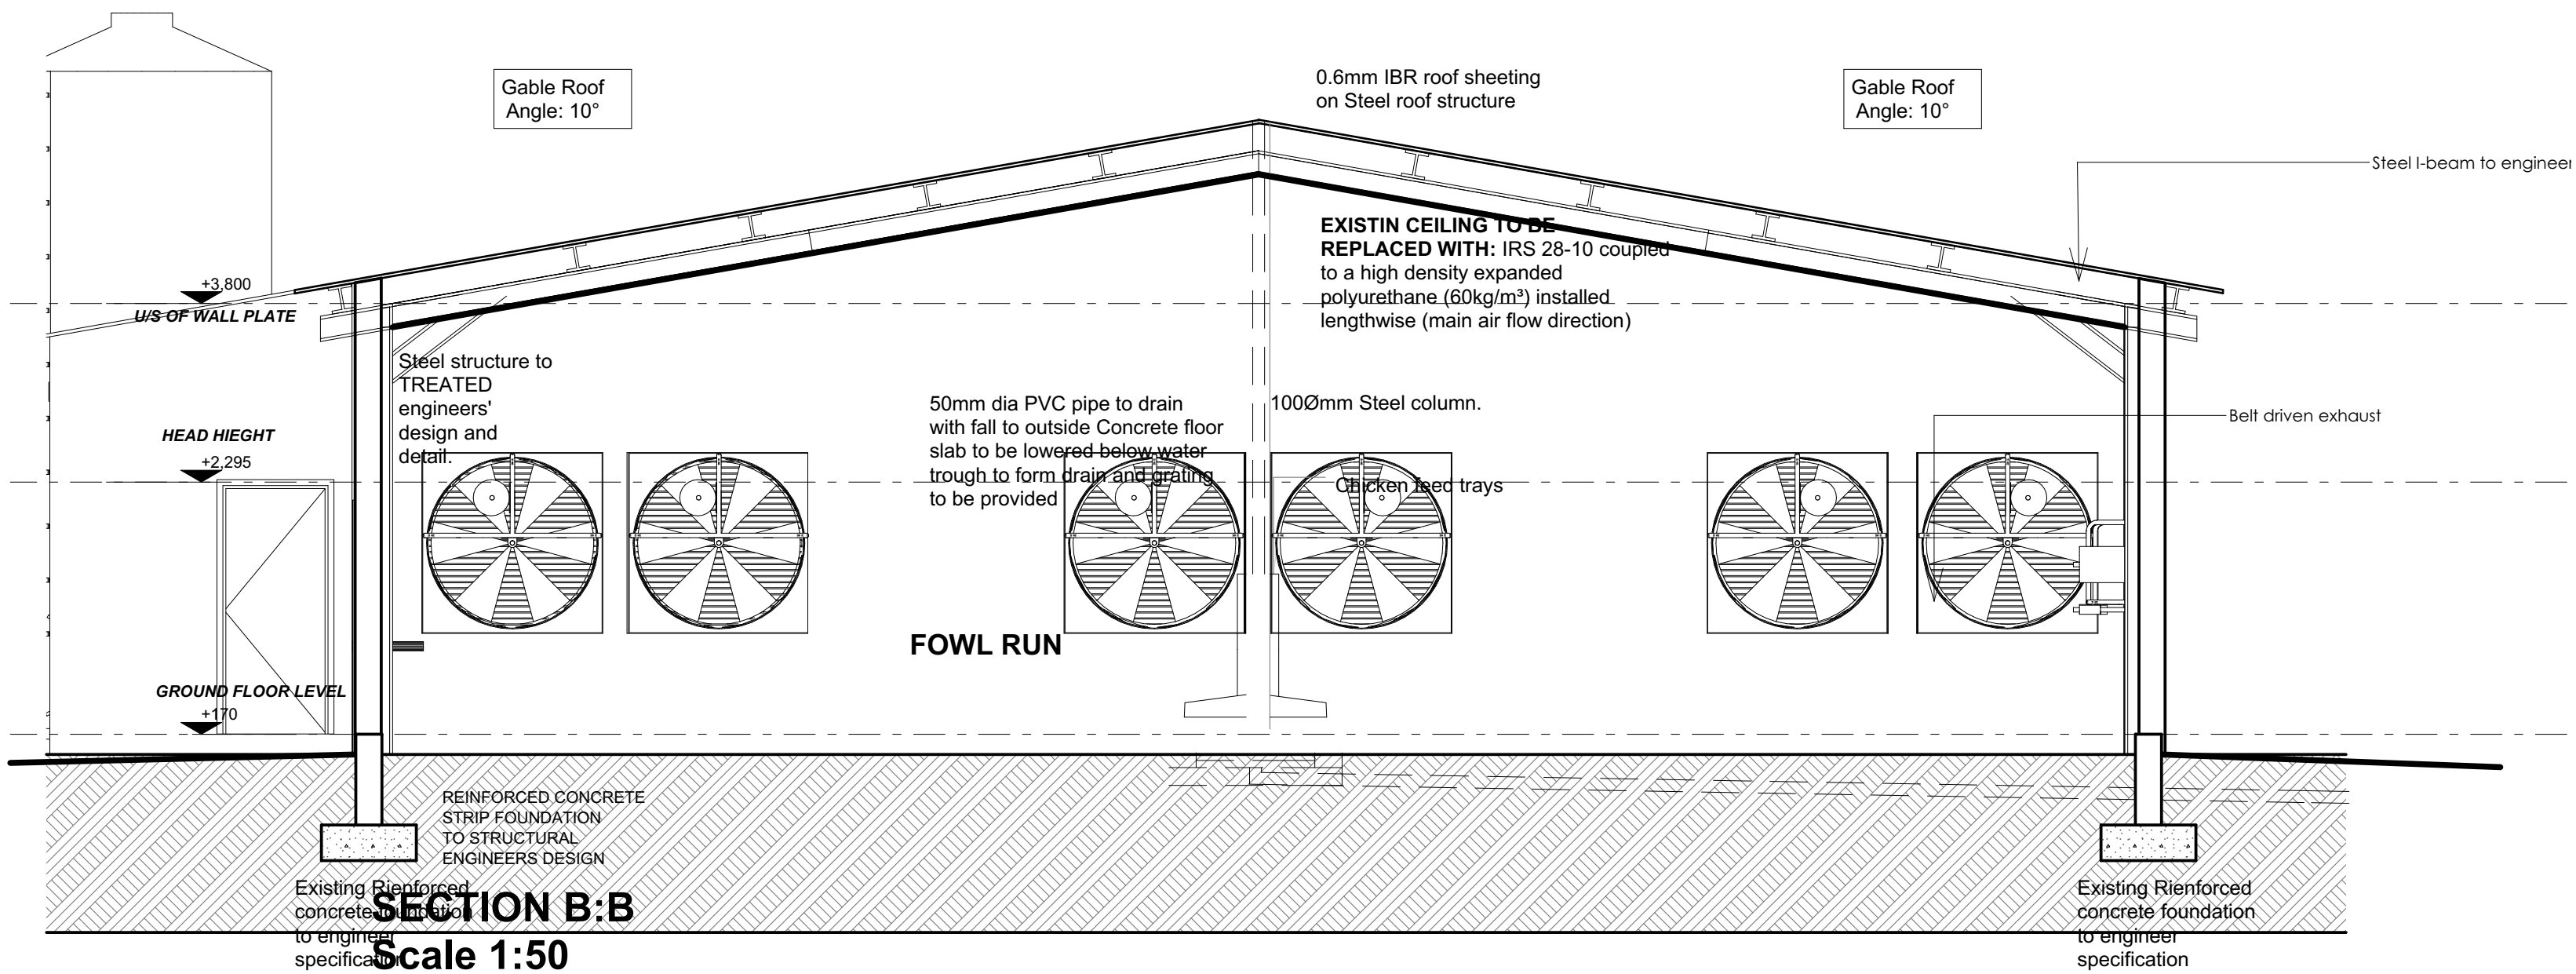 Gable Roof
Angle: 10°
0.6mm IBR roof sheeting
on Steel roof structure
Gable Roof
Angle: 10°
Steel I-beam to engineer
EXISTIN CEILING TO BE
REPLACED WITH: IRS 28-10 coupled
to a high density expanded
polyurethane (60kg/m³) installed
lengthwise (main air flow direction)
+3,800
U/S OF WALL PLATE
Steel structure to
TREATED
engineers'
design and
detail.
50mm dia PVC pipe to drain
with fall to outside Concrete floor
slab to be lowered below water
trough to form drain and grating
to be provided
100Ømm Steel column.
Belt driven exhaust
HEAD HIEGHT
+2,295
Chicken feed trays
FOWL RUN
GROUND FLOOR LEVEL
+170
REINFORCED CONCRETE
STRIP FOUNDATION
TO STRUCTURAL
ENGINEERS DESIGN
Existing Rienforced
concrete foundation
to engineer
specification
SECTION B:B
Scale 1:50
Existing Rienforced
concrete foundation
to engineer
specification